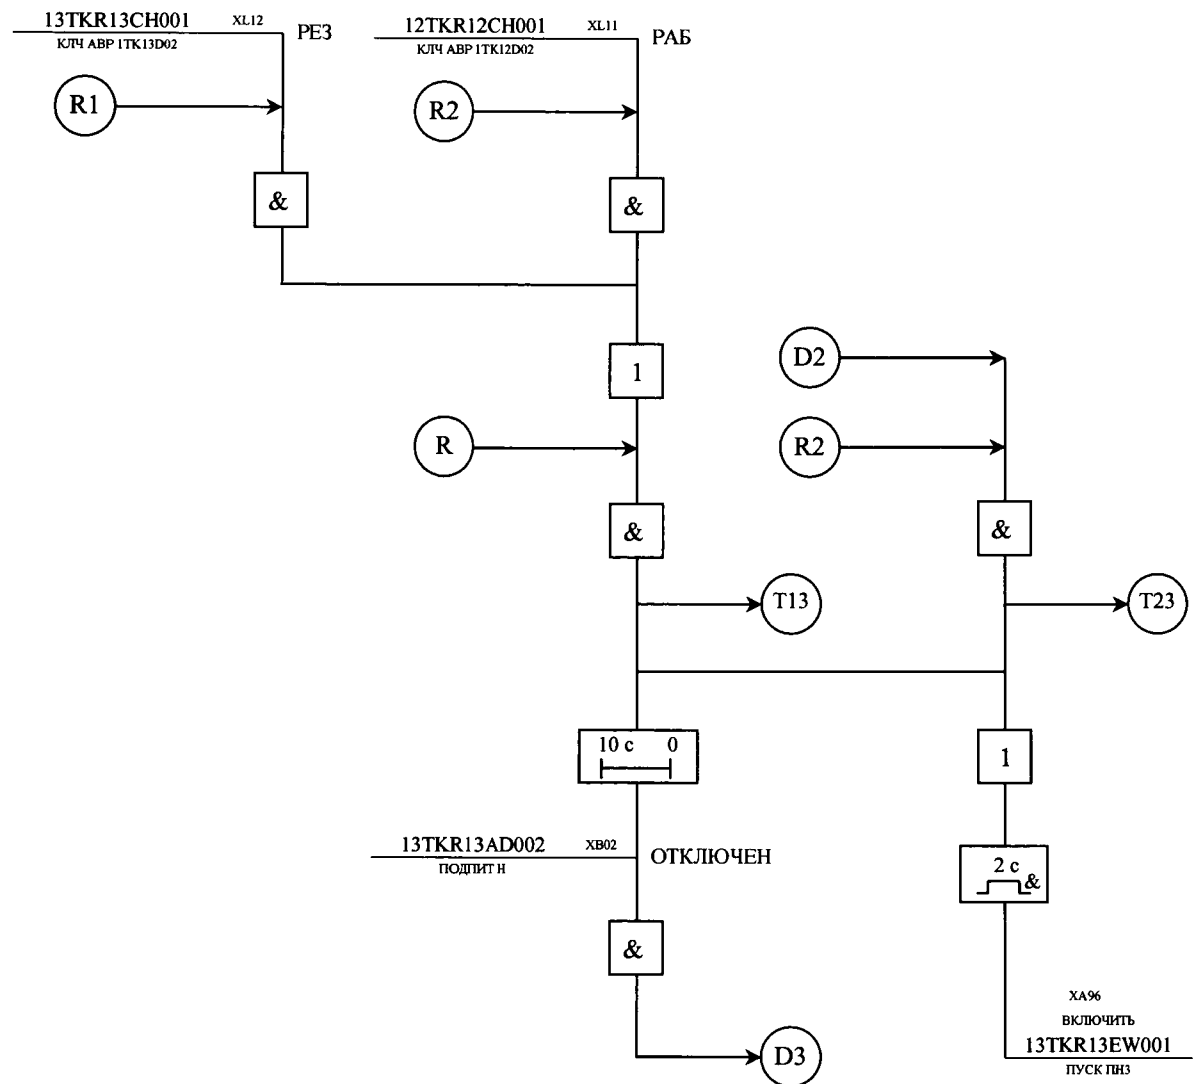 13TKR13CH001 XL12 РЕЗ
КЛЧ АВР 1TK13D02
12TKR12CH001 XL11 РАБ
КЛЧ АВР 1TK12D02
R1
R2
&
&
1
D2
R
R2
&
&
T13
T23
10 с 0
1
13TKR13AD002 XB02 ОТКЛЮЧЕН
ПОДПИТ Н
2 с
&
&
XA96
ВКЛЮЧИТЬ
13TKR13EW001
ПУСК ПН3
D3